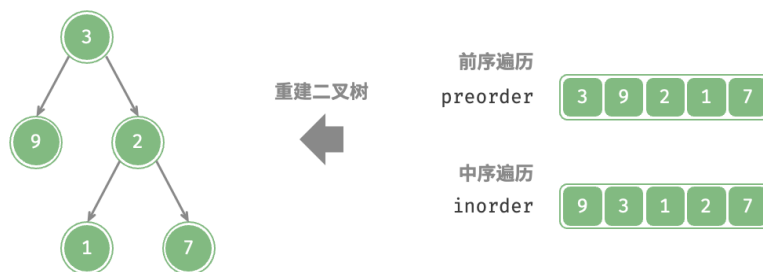 3
9
2
1
7
重建二叉树
前序遍历
preorder
3 9 2 1 7
中序遍历
inorder
9 3 1 2 7